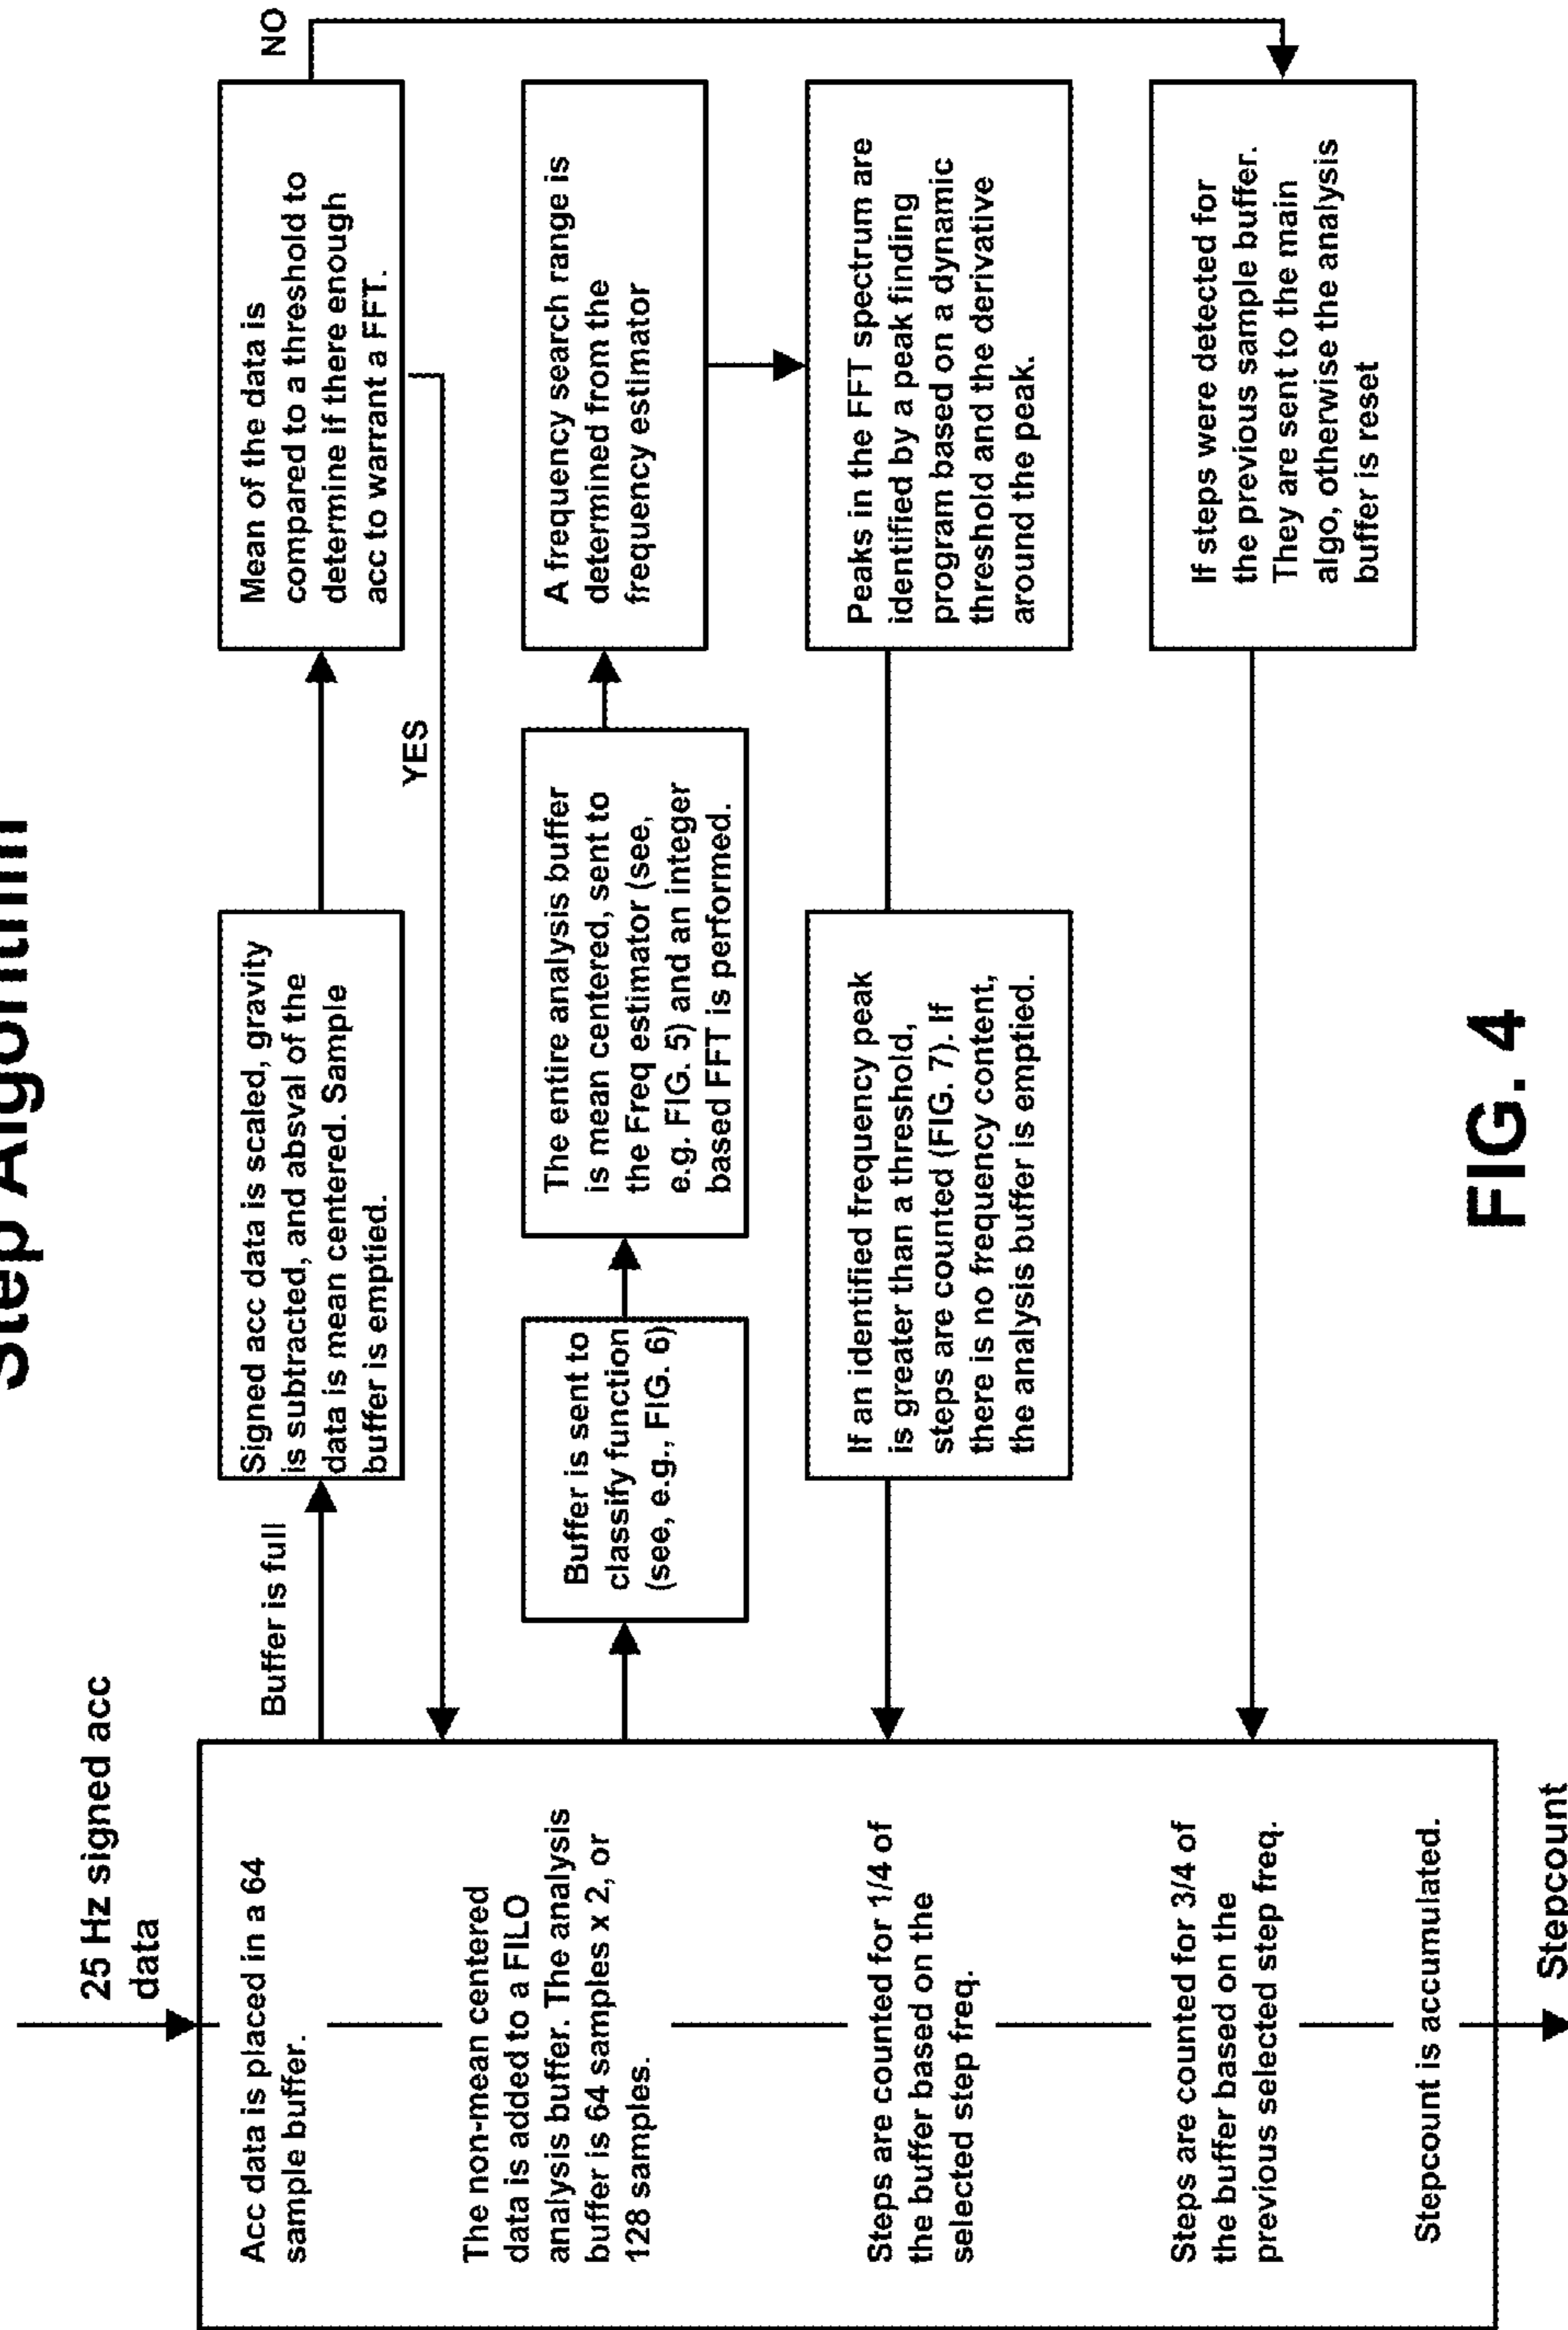 Step Algorithm
25 Hz signed acc
data
Acc data is placed in a 64
sample buffer.
Buffer is full
Signed acc data is scaled, gravity
is subtracted, and absval of the
data is mean centered. Sample
buffer is emptied.
Mean of the data is
compared to a threshold to
determine if there enough
acc to warrant a FFT.
NO
YES
The non-mean centered
data is added to a FILO
analysis buffer. The analysis
buffer is 64 samples x 2, or
128 samples.
Buffer is sent to
classify function
(see, e.g., FIG. 6)
The entire analysis buffer
is mean centered, sent to
the Freq estimator (see,
e.g. FIG. 5) and an integer
based FFT is performed.
A frequency search range is
determined from the
frequency estimator
Peaks in the FFT spectrum are
identified by a peak finding
program based on a dynamic
threshold and the derivative
around the peak.
If an identified frequency peak
is greater than a threshold,
steps are counted (FIG. 7). If
there is no frequency content,
the analysis buffer is emptied.
Steps are counted for 1/4 of
the buffer based on the
selected step freq.
If steps were detected for
the previous sample buffer.
They are sent to the main
algo, otherwise the analysis
buffer is reset
Steps are counted for 3/4 of
the buffer based on the
previous selected step freq.
Stepcount is accumulated.
Stepcount
FIG. 4